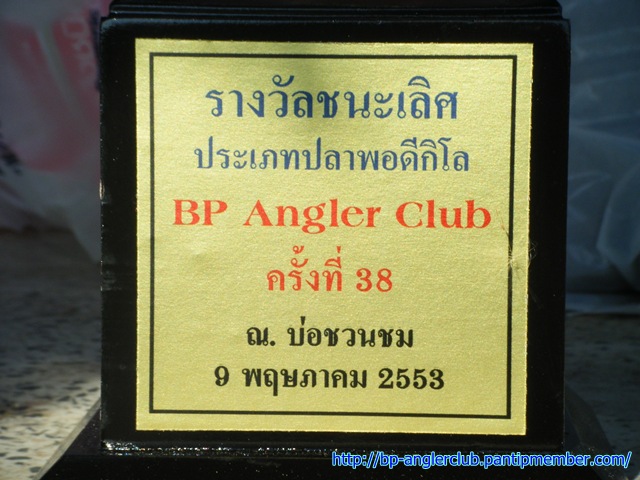 รางวัลชนะเลิศ
ประเภทปลาพอดีกิโล
BP Angler Club
ครั้งที่ 38
ณ. บ่อชวนชม
9 พฤษภาคม 2553
http://bp-anglerclub.pantipmember.com/